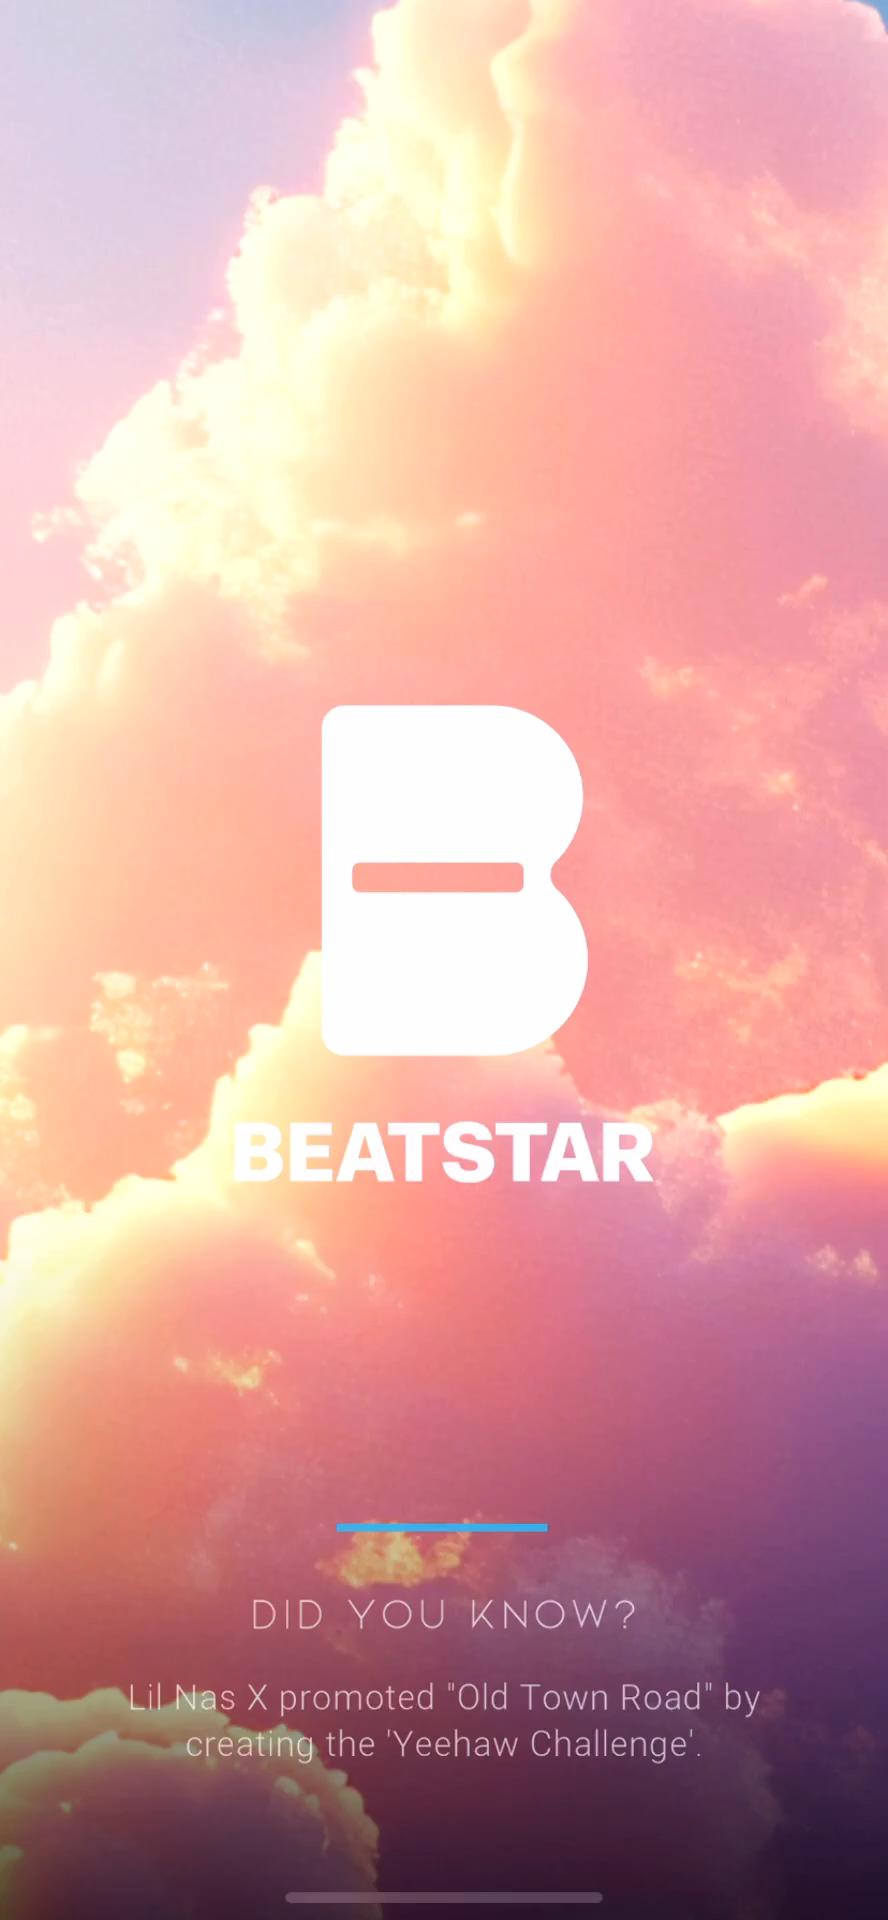 B
BEATSTAR
DID YOU KNOW?
Lil Nas X promoted "Old Town Road" by
creating the 'Yeehaw Challenge'.